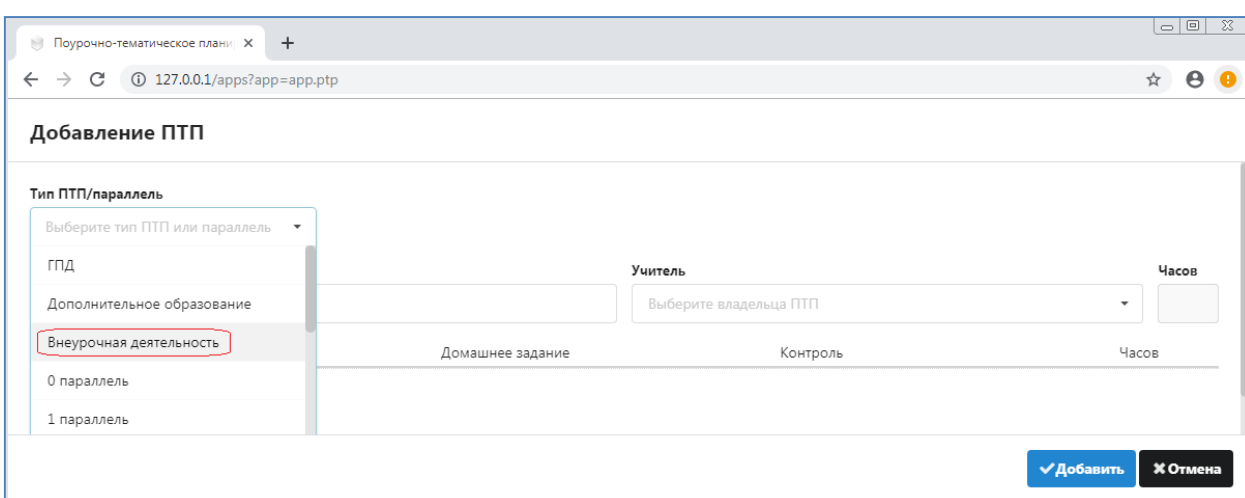 Поурочно-тематическое плани
127.0.0.1/apps?app=app.ptp
Добавление ПТП
Тип ПТП/параллель
Выберите тип ПТП или параллель
ГПД
Дополнительное образование
Внеурочная деятельность
0 параллель
1 параллель
Учитель
Часов
Выберите владельца ПТП
Домашнее задание
Контроль
Часов
Добавить
Отмена